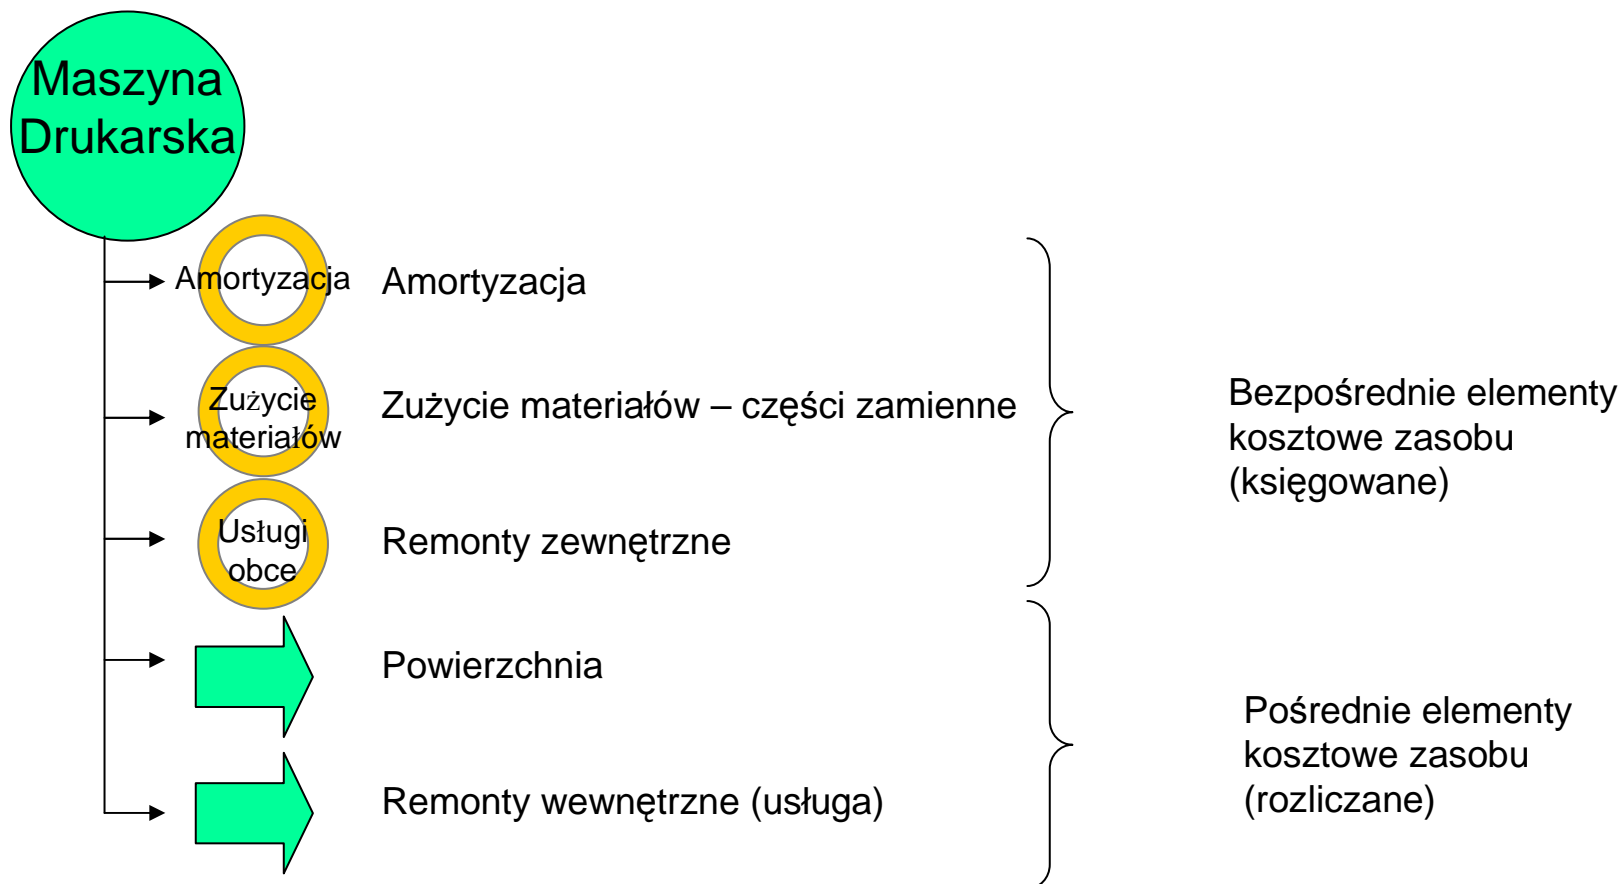 Maszyna
Drukarska
Amortyzacja
Amortyzacja
Zużycie
materiałów
Zużycie materiałów – części zamienne
Usługi
obce
Remonty zewnętrzne
Bezpośrednie elementy
kosztowe zasobu
(księgowane)
Powierzchnia
Remonty wewnętrzne (usługa)
Pośrednie elementy
kosztowe zasobu
(rozliczane)